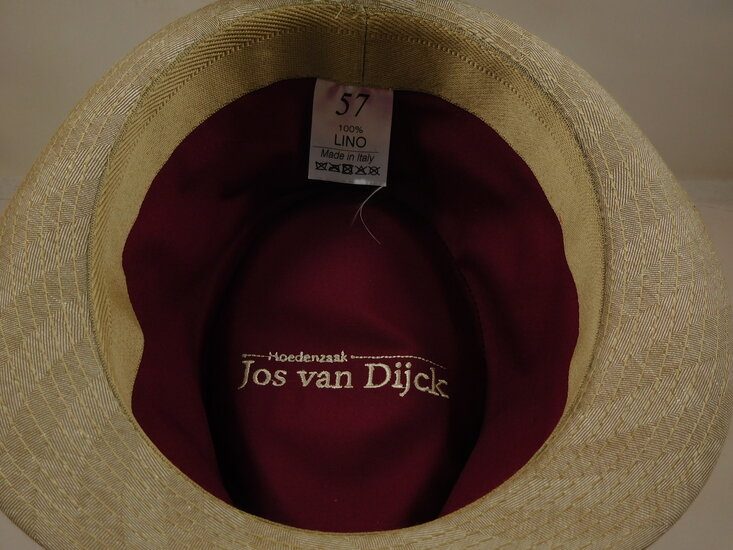 57
100%
LINO
Made in Italy
Hoedenzaak
Jos van Dijck